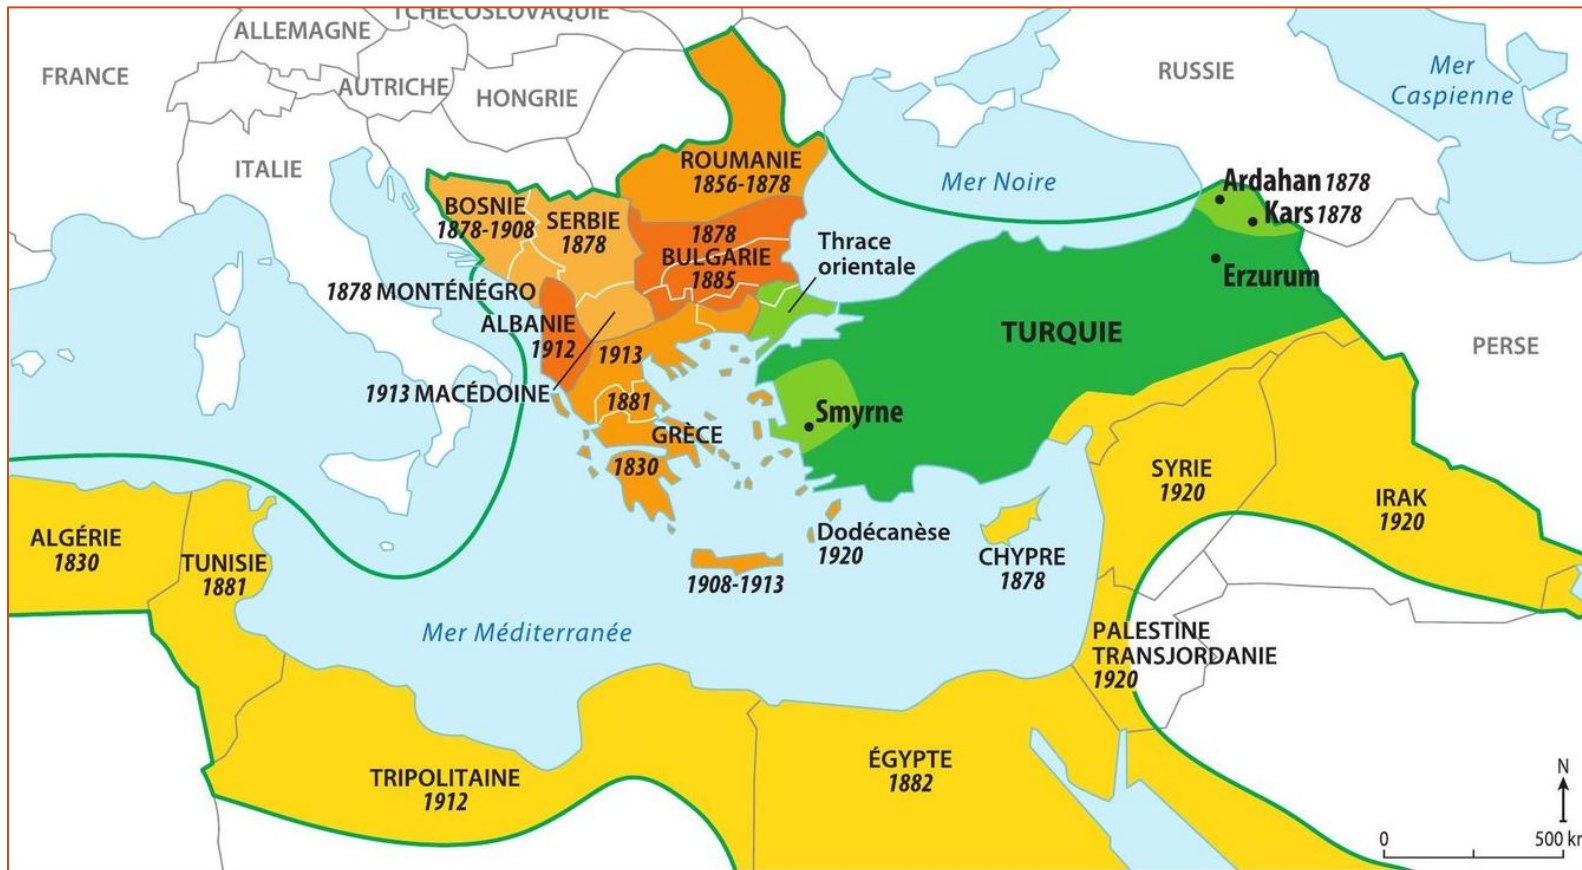 TCHÉCOSLOVAQUIE
ALLEMAGNE
FRANCE
AUTRICHE
HONGRIE
RUSSIE
Mer
Caspienne
ITALIE
ROUMANIE
1856-1878
Mer Noire
Ardahan 1878
Kars 1878
BOSNIE
1878-1908
SERBIE
1878
1878
BULGARIE
1885
Thrace
orientale
Erzurum
1878 MONTÉNÉGRO
ALBANIE
1912
TURQUIE
PERSE
1913
1913 MACÉDOINE
1881
Smyrne
GRÈCE
1830
SYRIE
1920
IRAK
1920
ALGÉRIE
1830
TUNISIE
1881
Dodécanèse
1920
CHYPRE
1878
1908-1913
Mer Méditerranée
PALESTINE
TRANSJORDANIE
1920
TRIPOLITAINE
1912
ÉGYPTE
1882
N
0
500 km